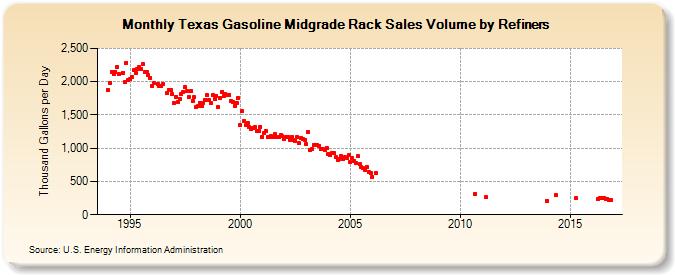 Monthly Texas Gasoline Midgrade Rack Sales Volume by Refiners
Thousand Gallons per Day
2,500
2,000
1,500
1,000
500
0
1995 2000 2005 2010 2015
Source: U.S. Energy Information Administration